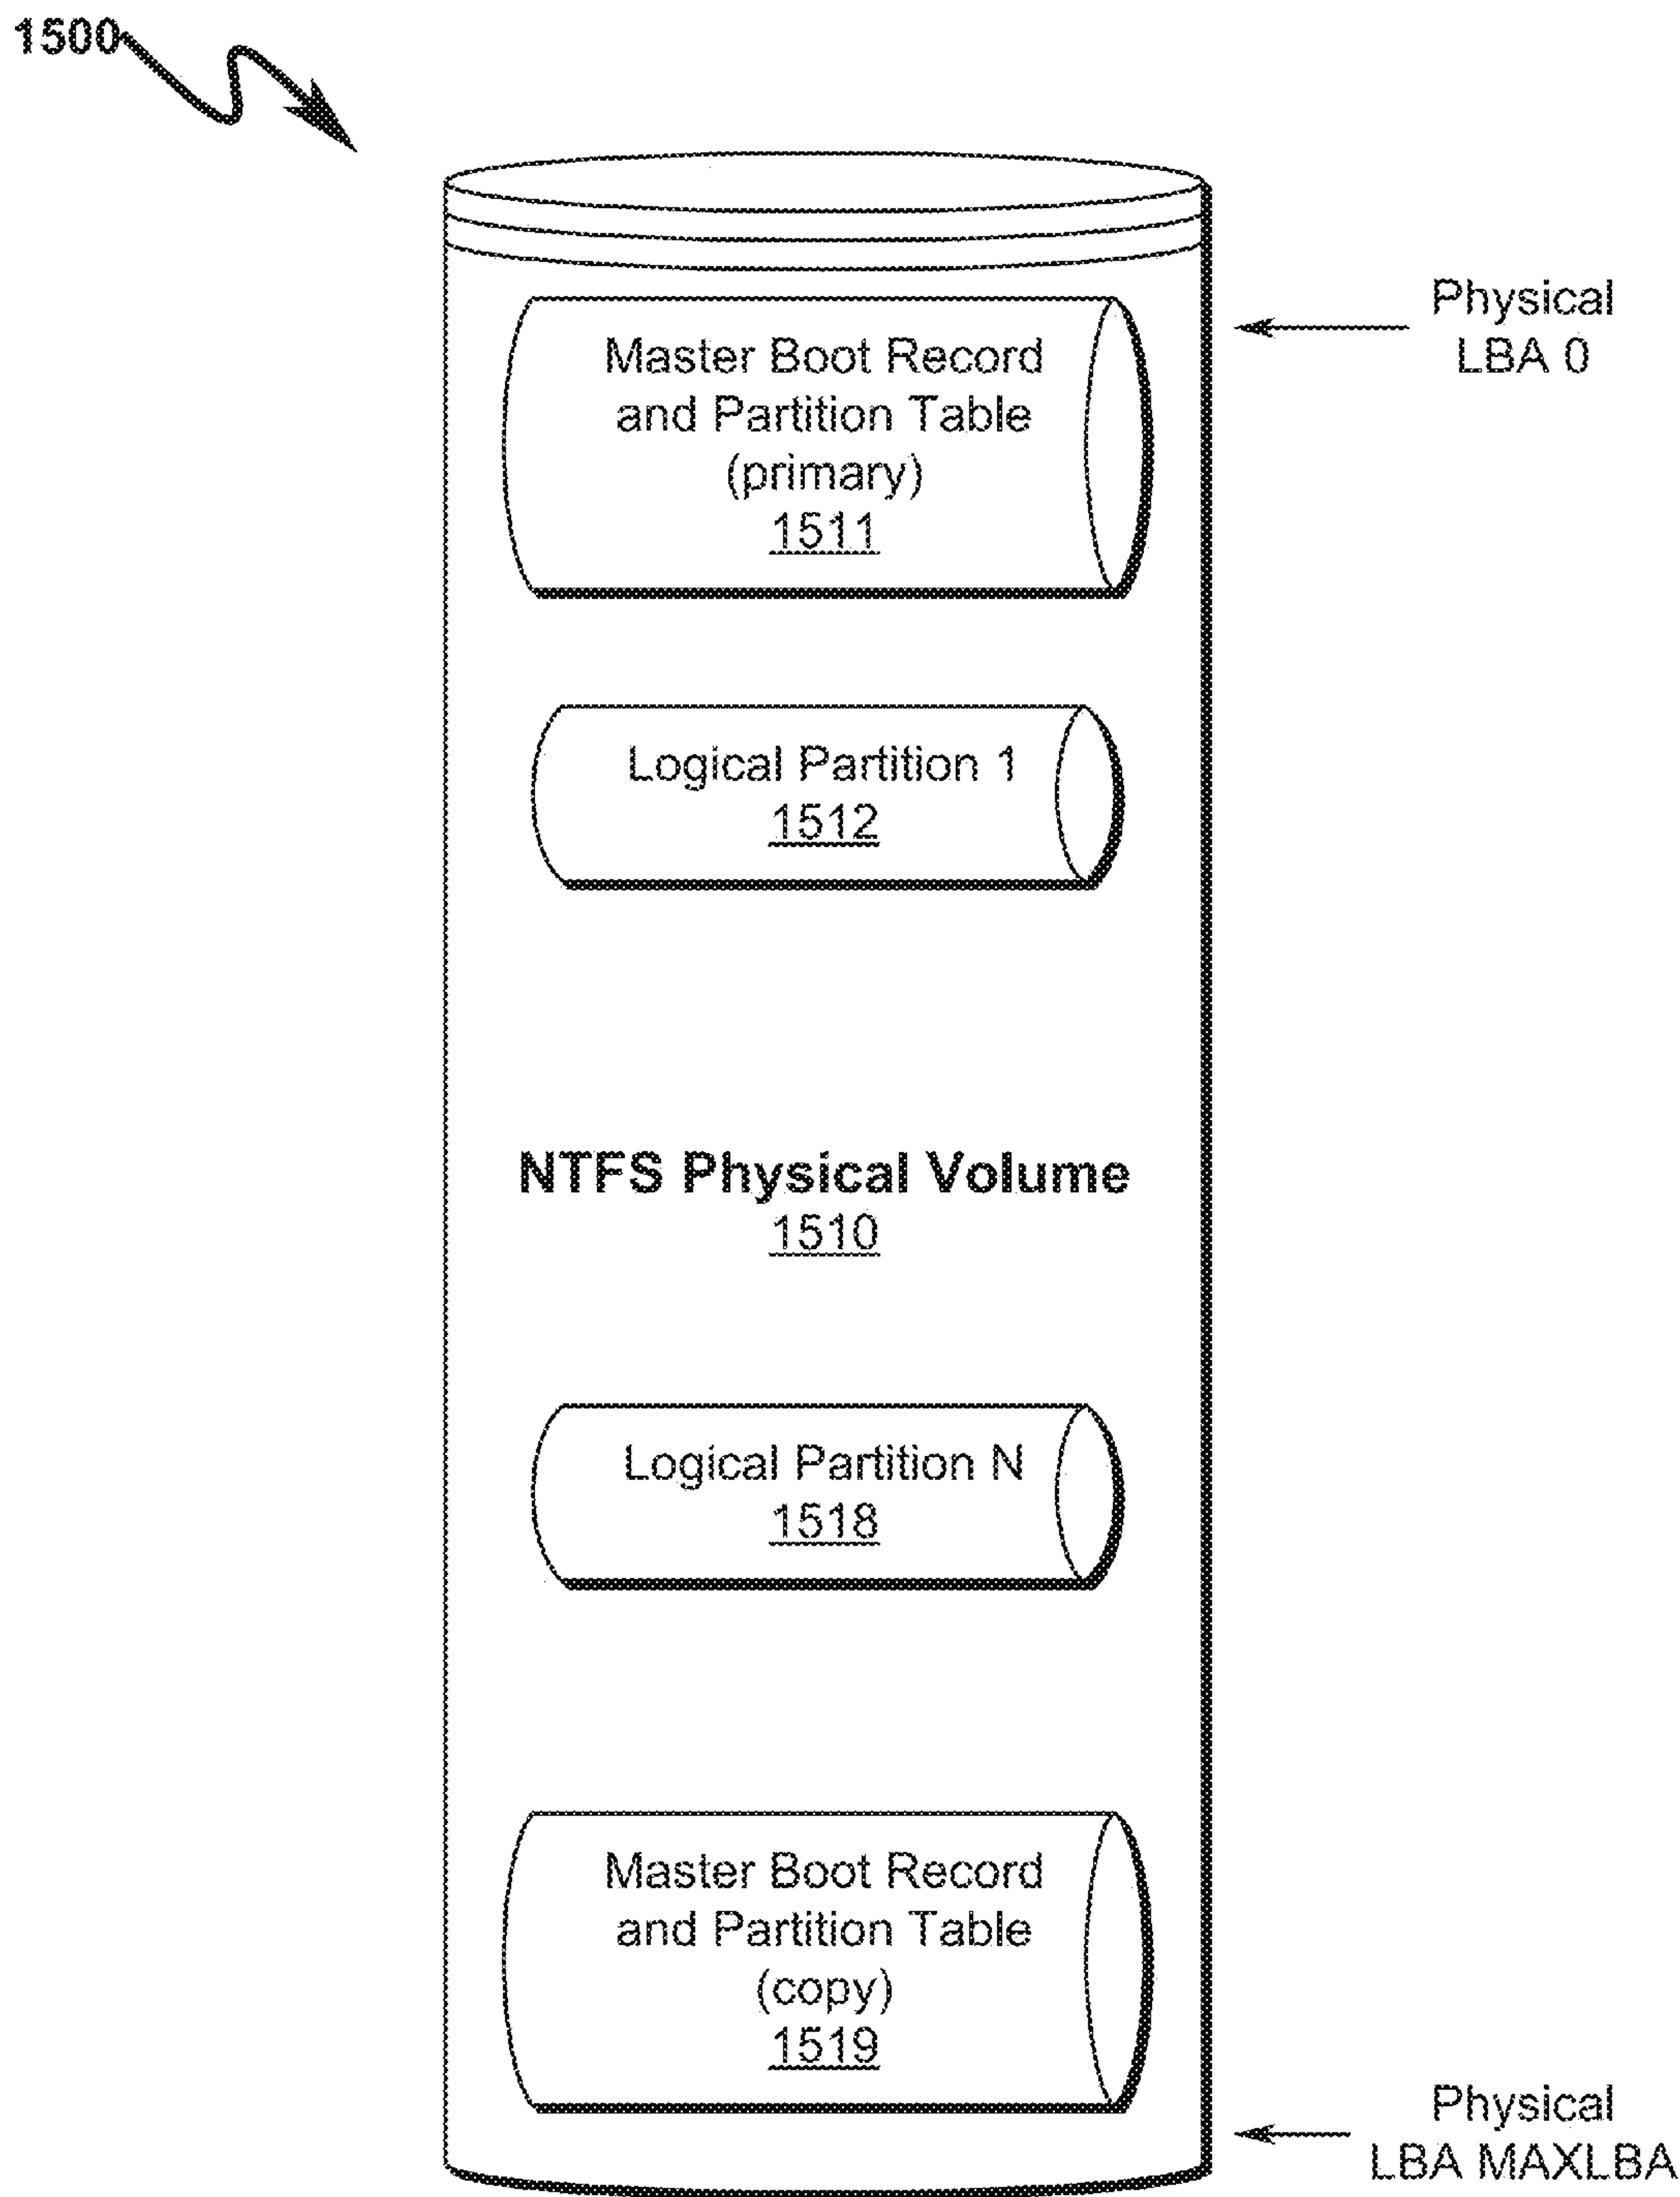 1500
Physical
LBA 0
Master Boot Record
and Partition Table
(primary)
1511
Logical Partition 1
1512
NTFS Physical Volume
1510
Logical Partition N
1518
Master Boot Record
and Partition Table
(copy)
1519
Physical
LBA MAXLBA